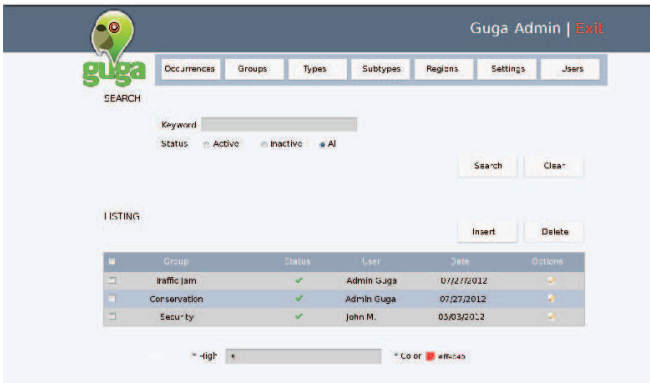 Guga Admin | Exit
guga
Occurrences Groups Types Subtypes Regions Settings Users
SEARCH
Keyword
Status Active Inactive All
Search Clear
LISTING
Insert Delete
Group Status User Date Options
Traffic Jam Admin Guga 07/27/2012
Conservation Admin Guga 07/27/2012
Security John M. 03/2012
* High * Color